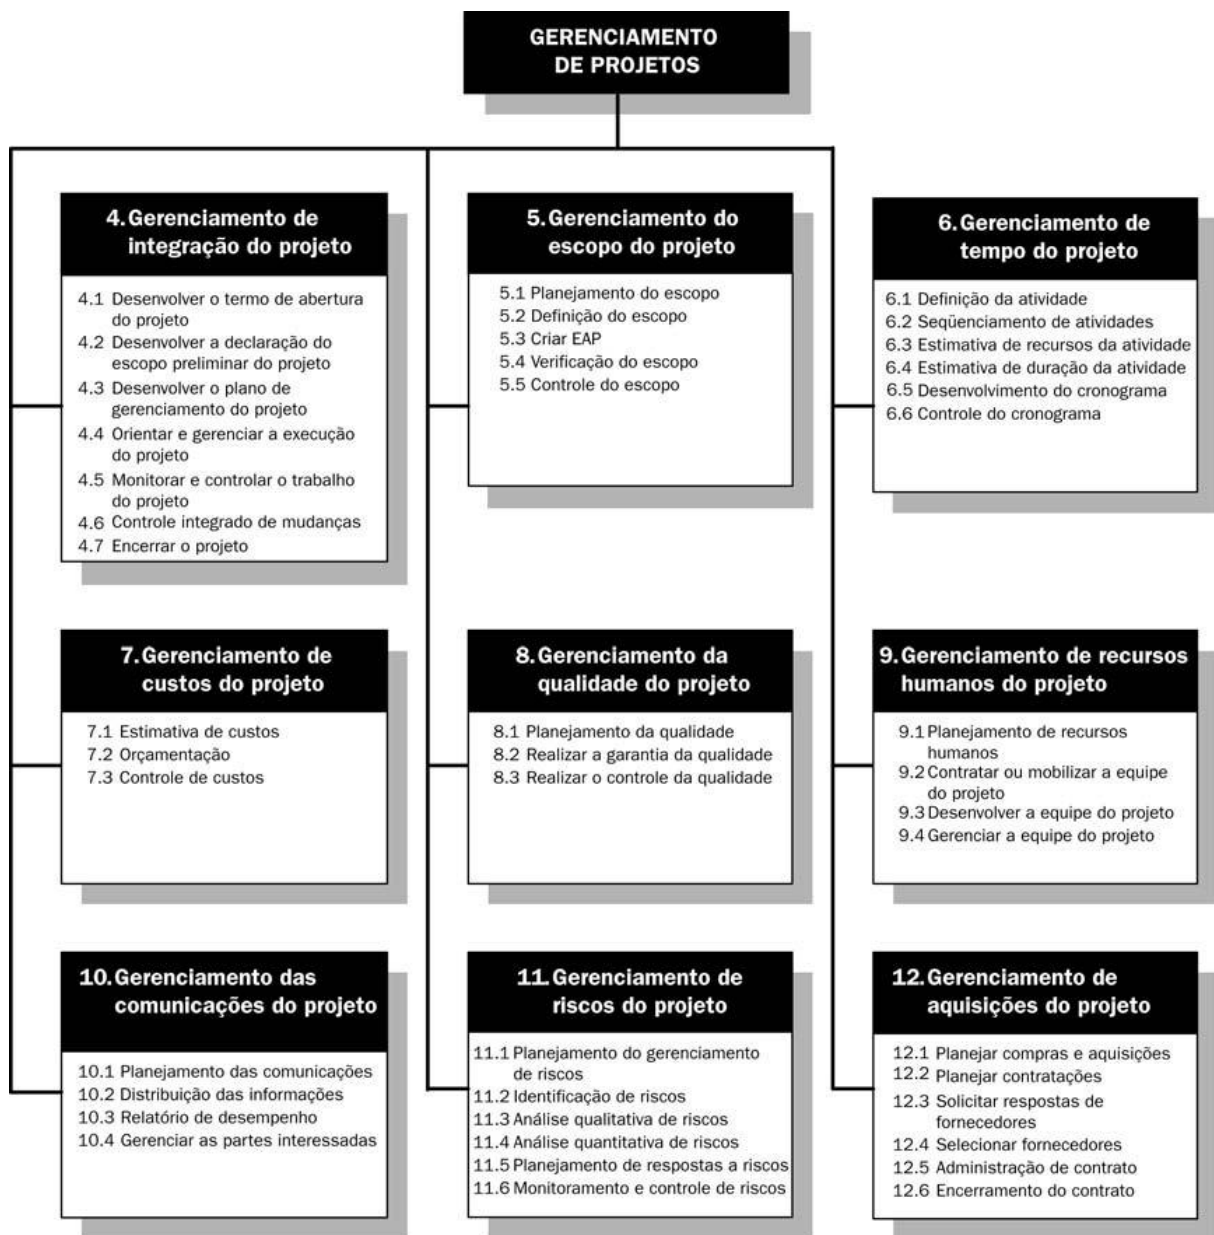 GERENCIAMENTO
DE PROJETOS
4. Gerenciamento de
integração do projeto
4.1 Desenvolver o termo de abertura
do projeto
4.2 Desenvolver a declaração do
escopo preliminar do projeto
4.3 Desenvolver o plano de
gerenciamento do projeto
4.4 Orientar e gerenciar a execução
do projeto
4.5 Monitorar e controlar o trabalho
do projeto
4.6 Controle integrado de mudanças
4.7 Encerrar o projeto
5. Gerenciamento do
escopo do projeto
5.1 Planejamento do escopo
5.2 Definição do escopo
5.3 Criar EAP
5.4 Verificação do escopo
5.5 Controle do escopo
6. Gerenciamento de
tempo do projeto
6.1 Definição da atividade
6.2 Seqüenciamento de atividades
6.3 Estimativa de recursos da atividade
6.4 Estimativa de duração da atividade
6.5 Desenvolvimento do cronograma
6.6 Controle do cronograma
7. Gerenciamento de
custos do projeto
7.1 Estimativa de custos
7.2 Orçamentação
7.3 Controle de custos
8. Gerenciamento da
qualidade do projeto
8.1 Planejamento da qualidade
8.2 Realizar a garantia da qualidade
8.3 Realizar o controle da qualidade
9. Gerenciamento de recursos
humanos do projeto
9.1 Planejamento de recursos
humanos
9.2 Contratar ou mobilizar a equipe
do projeto
9.3 Desenvolver a equipe do projeto
9.4 Gerenciar a equipe do projeto
10. Gerenciamento das
comunicações do projeto
10.1 Planejamento das comunicações
10.2 Distribuição das informações
10.3 Relatório de desempenho
10.4 Gerenciar as partes interessadas
11. Gerenciamento de
riscos do projeto
11.1 Planejamento do gerenciamento
de riscos
11.2 Identificação de riscos
11.3 Análise qualitativa de riscos
11.4 Análise quantitativa de riscos
11.5 Planejamento de respostas a riscos
11.6 Monitoramento e controle de riscos
12. Gerenciamento de
aquisições do projeto
12.1 Planejar compras e aquisições
12.2 Planejar contratações
12.3 Solicitar respostas de
fornecedores
12.4 Selecionar fornecedores
12.5 Administração de contrato
12.6 Encerramento do contrato